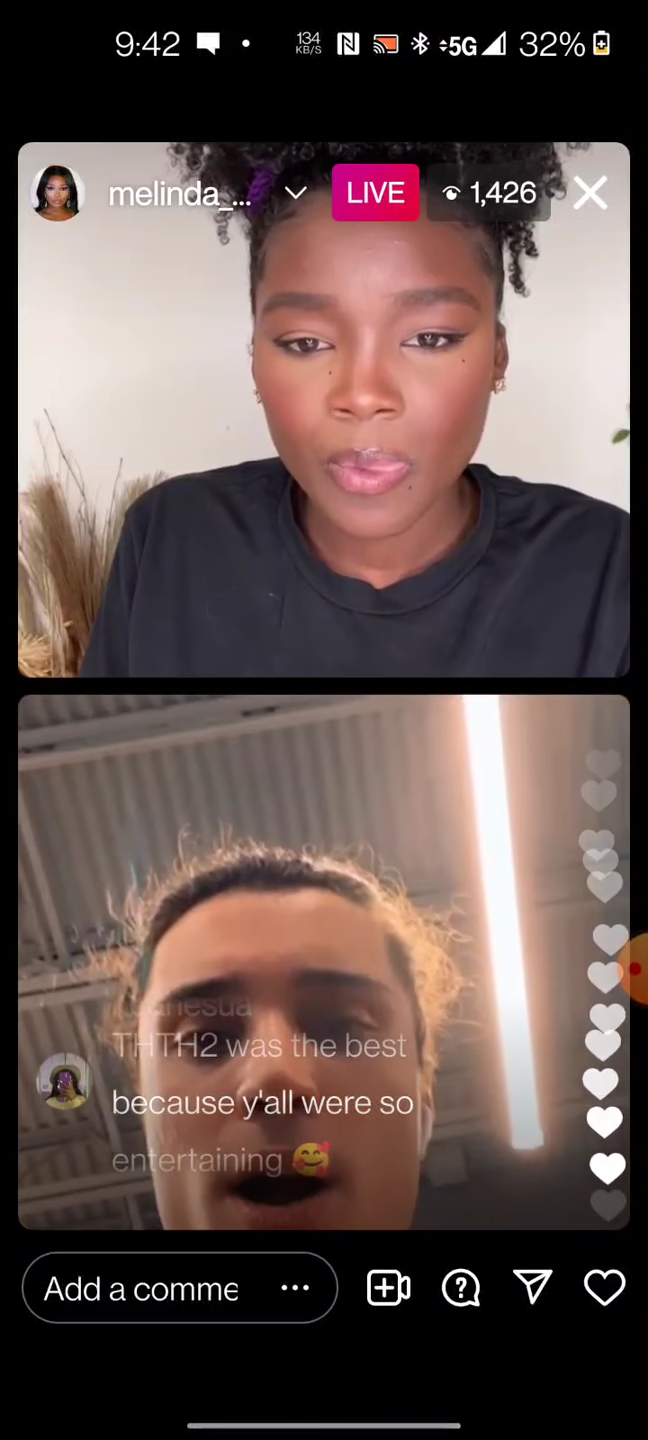 9:42
134
KB/S
5G
32%
melinda_...
LIVE
1,426
THTH2 was the best
because y'all were so
entertaining 🥰
Add a comme